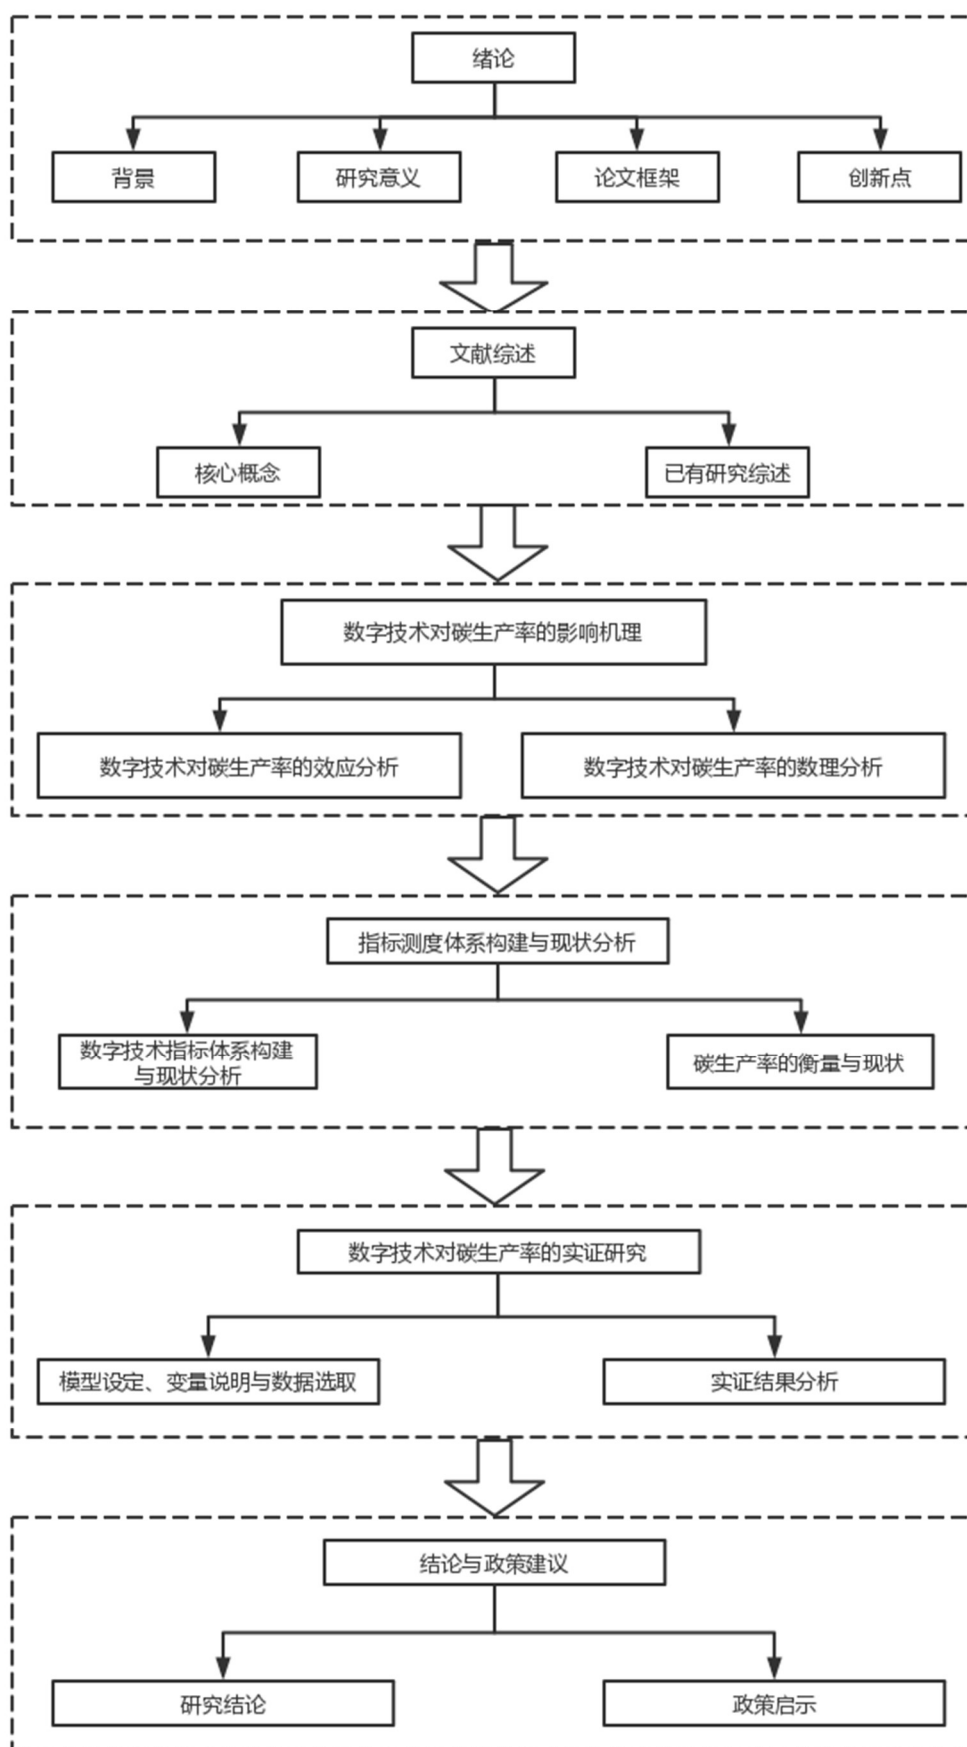 绪论
背景
研究意义
论文框架
创新点
文献综述
核心概念
已有研究综述
数字技术对碳生产率的影响机理
数字技术对碳生产率的效应分析
数字技术对碳生产率的数理分析
指标测度体系构建与现状分析
数字技术指标体系构建
与现状分析
碳生产率的衡量与现状
数字技术对碳生产率的实证研究
模型设定、变量说明与数据选取
实证结果分析
结论与政策建议
研究结论
政策启示